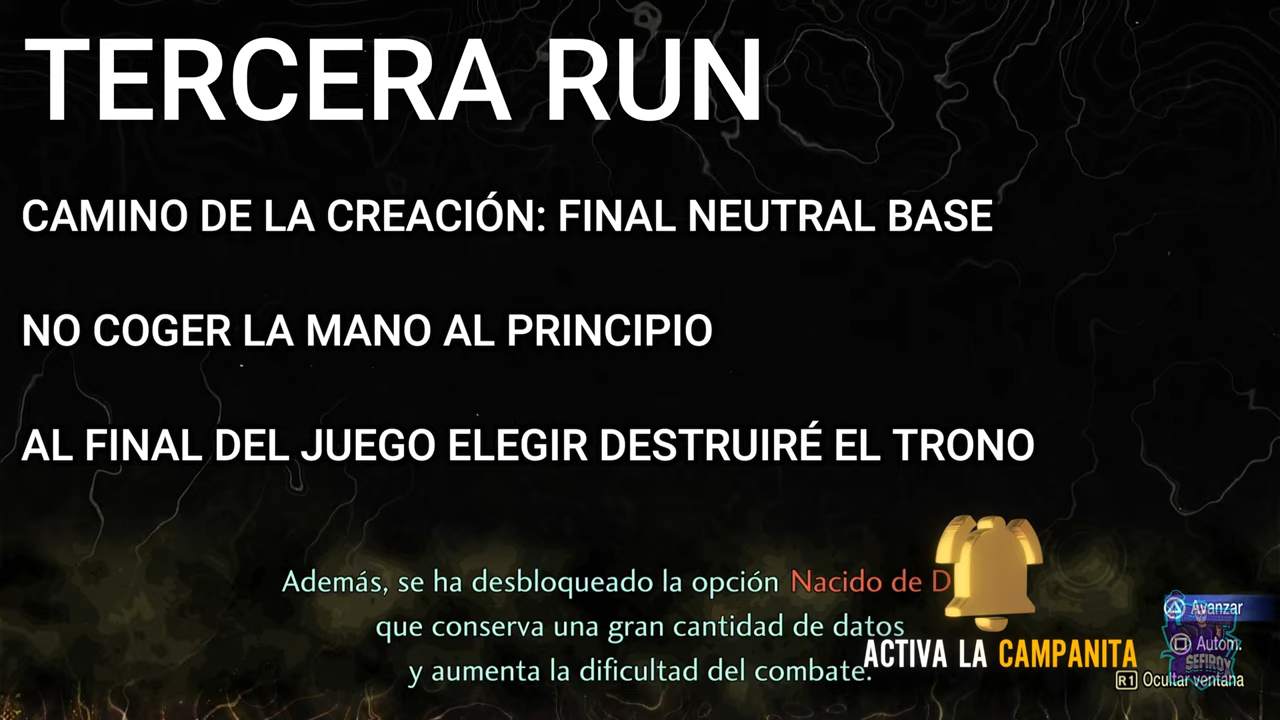 TERCERA RUN
CAMINO DE LA CREACIÓN: FINAL NEUTRAL BASE
NO COGER LA MANO AL PRINCIPIO
AL FINAL DEL JUEGO ELEGIR DESTRUIRÉ EL TRONO
Además, se ha desbloqueado la opción Nacido de D
que conserva una gran cantidad de datos
y aumenta la dificultad del combate.
ACTIVA LA CAMPANITA
Avanzar
Autom.
SEFIROX
R1 Ocultar ventana